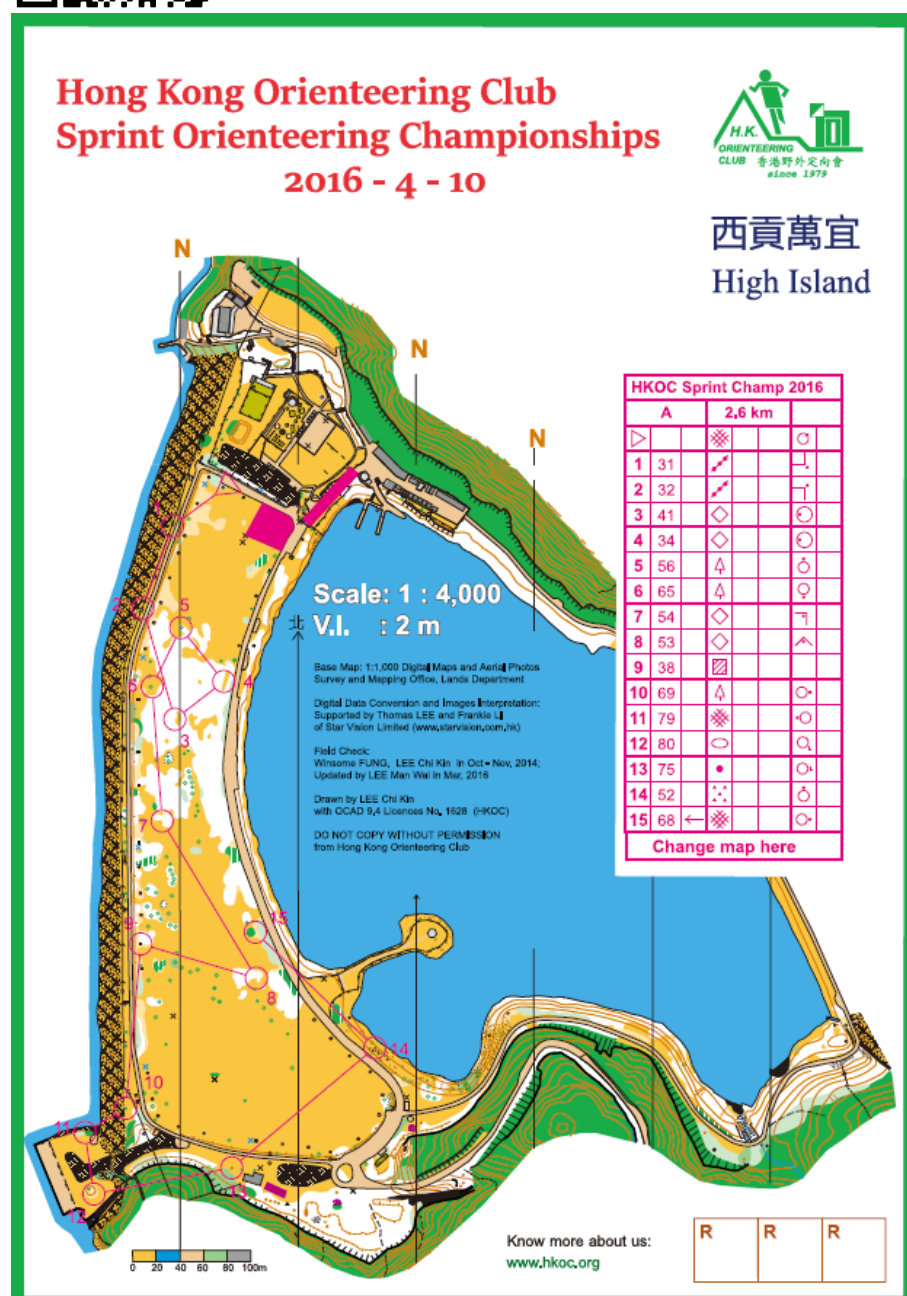 Hong Kong Orienteering Club
Sprint Orienteering Championships
2016 - 4 - 10
H.K.
ORIENTEERING
CLUB 香港野外定向會
since 1979
西貢萬宜
High Island
N
N
N
HKOC Sprint Champ 2016
A 2.6 km
1 31
2 32
3 41
4 34
5 56
6 65
7 54
8 53
9 38
10 69
11 79
12 80
13 75
14 52
15 68
Change map here
Scale: 1 : 4,000
北
V.I. : 2 m
Base Map: 1:1,000 Digital Maps and Aerial Photos
Survey and Mapping Office, Landa Department
Digital Data Conversion and Images Interpretation:
Supported by Thomas LEE and Frankie LI
of Star Vision Limited (www.starvision.com.hk)
Field Check:
Winsome FUNG, LEE Chi Kin in Oct - Nov, 2014;
Updated by LEE Man Wai in Mar, 2016
Drawn by LEE Chi Kin
with OCAD 9,4 Licences No. 1628 (HKOC)
DO NOT COPY WITHOUT PERMISSION
from Hong Kong Orienteering Club
1
2
5
4
6
3
7
15
9
8
14
10
11
13
12
0 20 40 60 80 100m
Know more about us:
www.hkoc.org
R R R